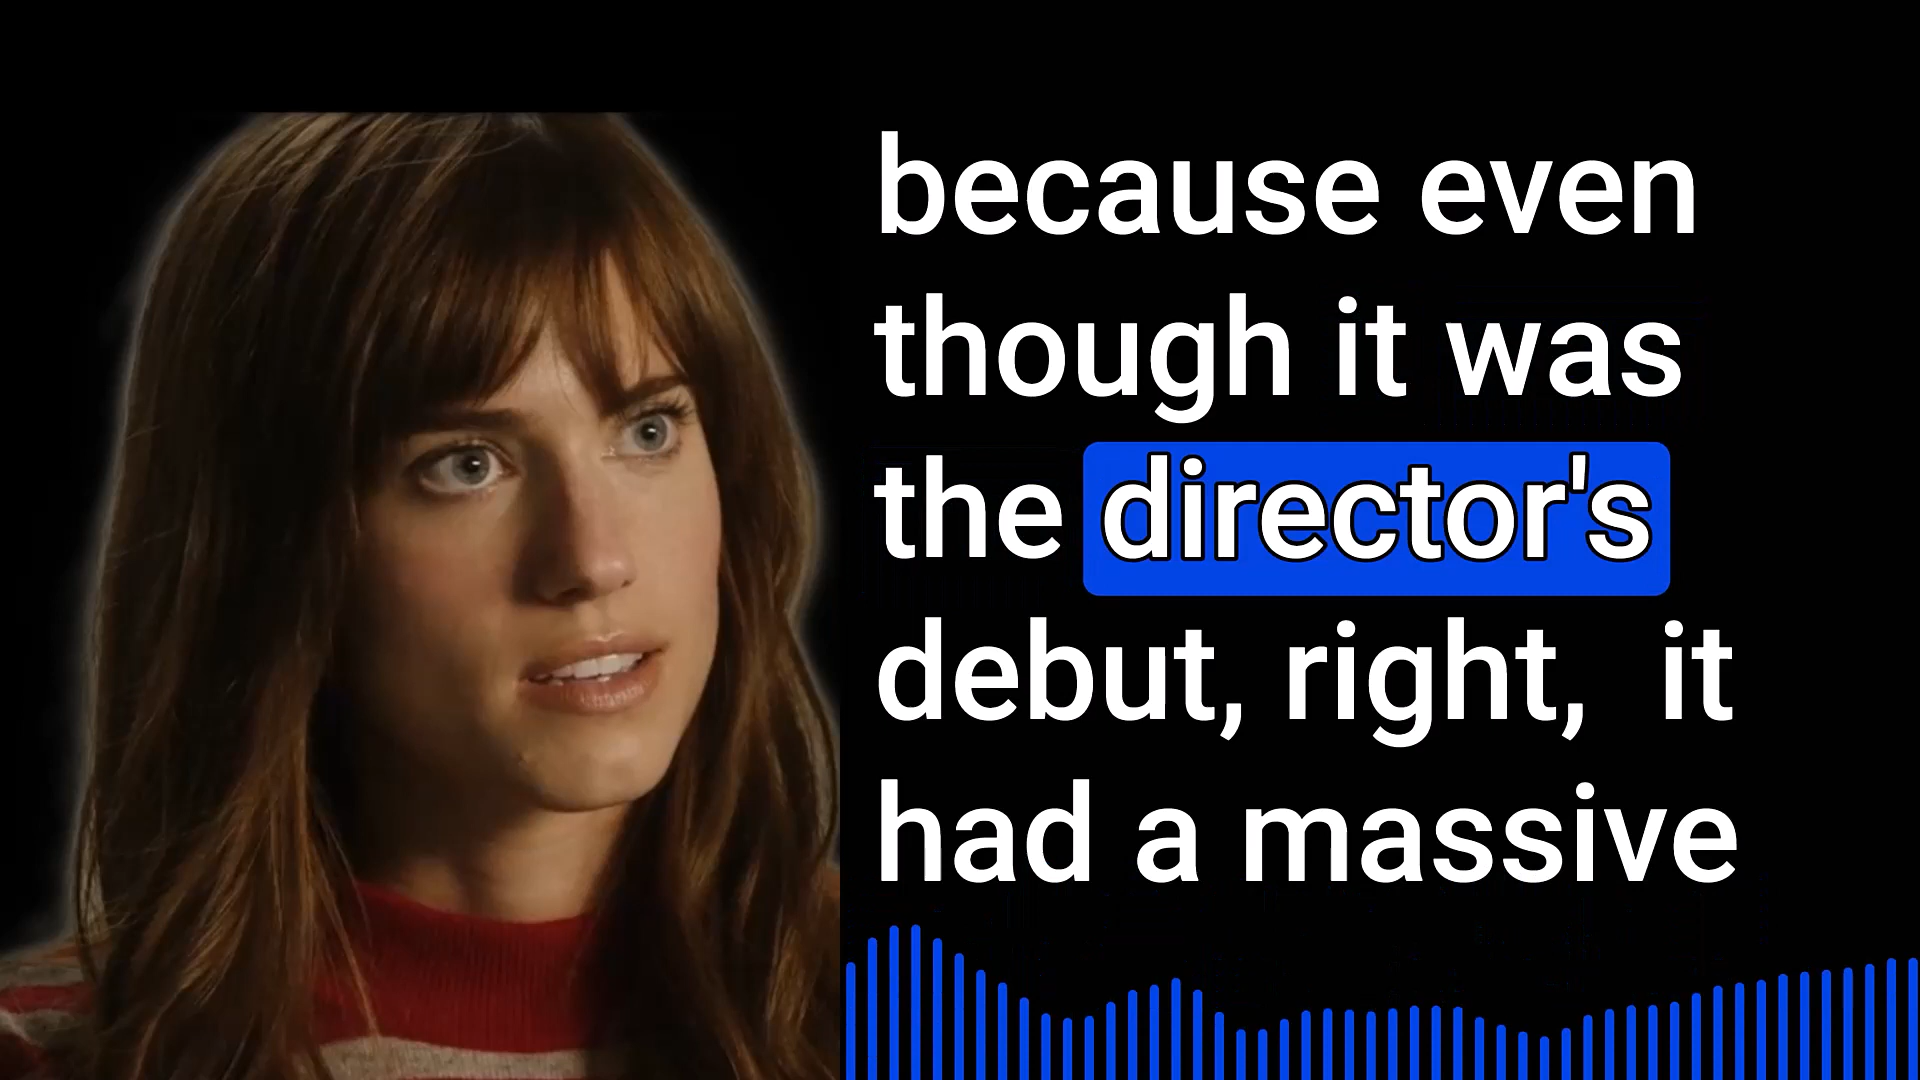 because even
though it was
the director's
debut, right,  it
had a massive